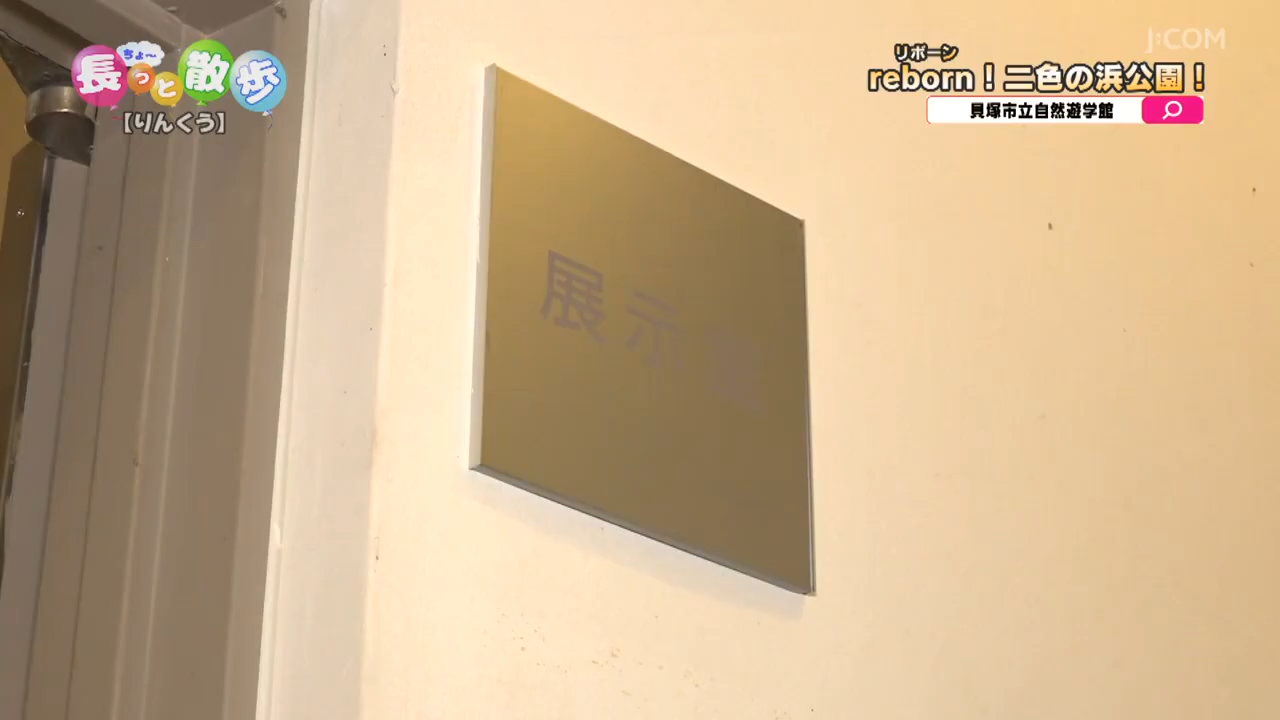 ちょ〜
長っと散歩
【りんくう】
J:COM
リボーン
reborn！二色の浜公園！
貝塚市立自然遊学館
展示室